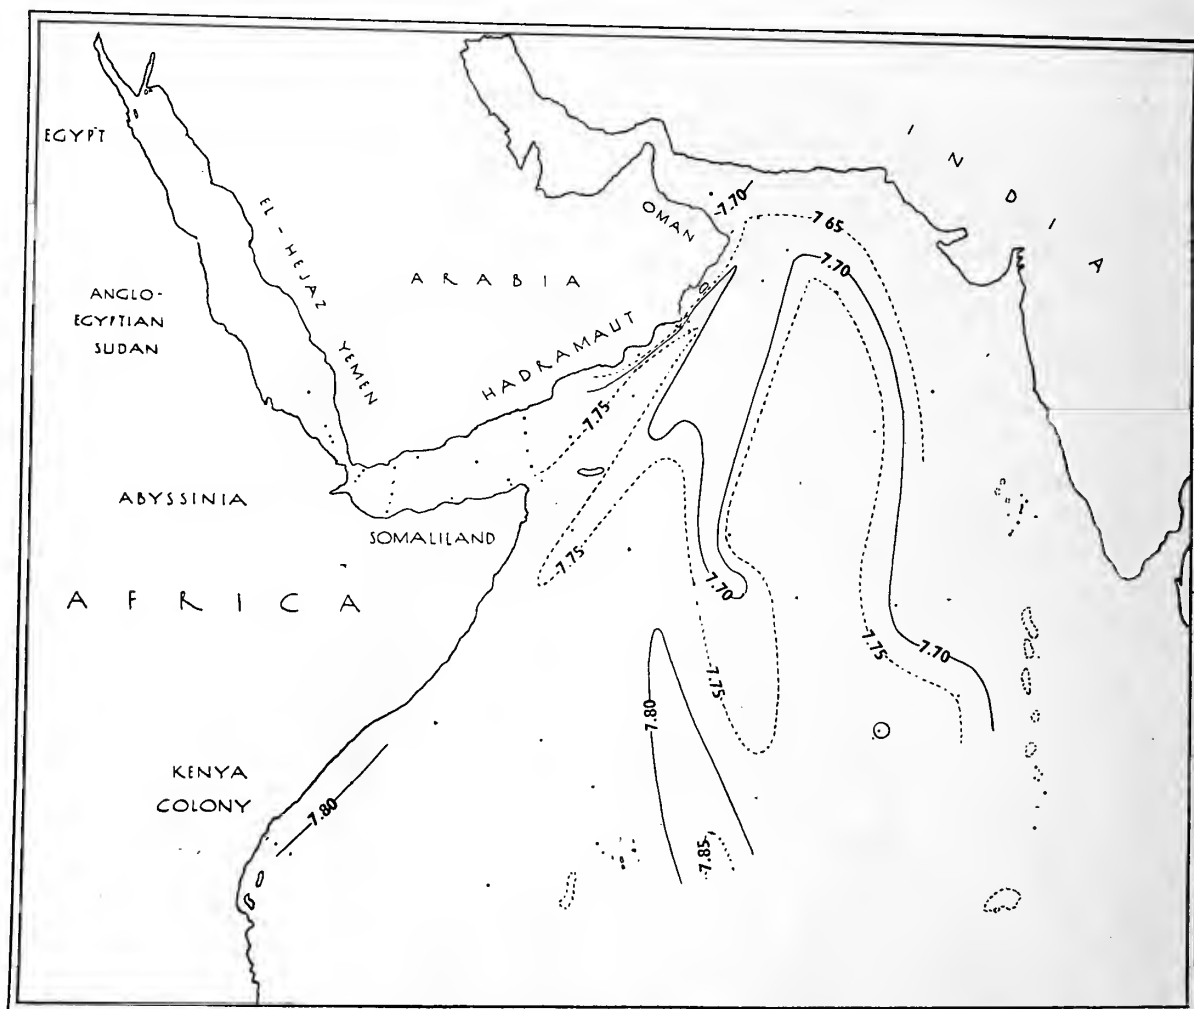 EGYPT
EL-HEJAZ
YEMEN
ANGLO-
EGYPTIAN
SUDAN
ARABIA
OMAN
HADRAMAUT
INDIA
ABYSSINIA
SOMALILAND
AFRICA
KENYA
COLONY
-7.70-
7.65
7.70
7.75
7.75
7.70
7.75
7.75
7.70
7.80
7.80
7.85